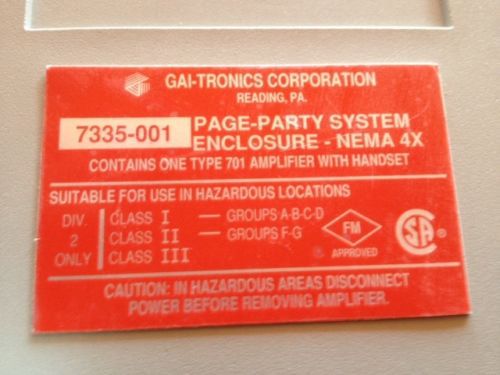 GAI-TRONICS CORPORATION
READING, PA.
7335-001
PAGE-PARTY SYSTEM
ENCLOSURE - NEMA 4X
CONTAINS ONE TYPE 701 AMPLIFIER WITH HANDSET
SUITABLE FOR USE IN HAZARDOUS LOCATIONS
DIV. 2 ONLY
CLASS I — GROUPS A-B-C-D
CLASS II — GROUPS F-G
CLASS III
FM
APPROVED
CSA
CAUTION: IN HAZARDOUS AREAS DISCONNECT
POWER BEFORE REMOVING AMPLIFIER.